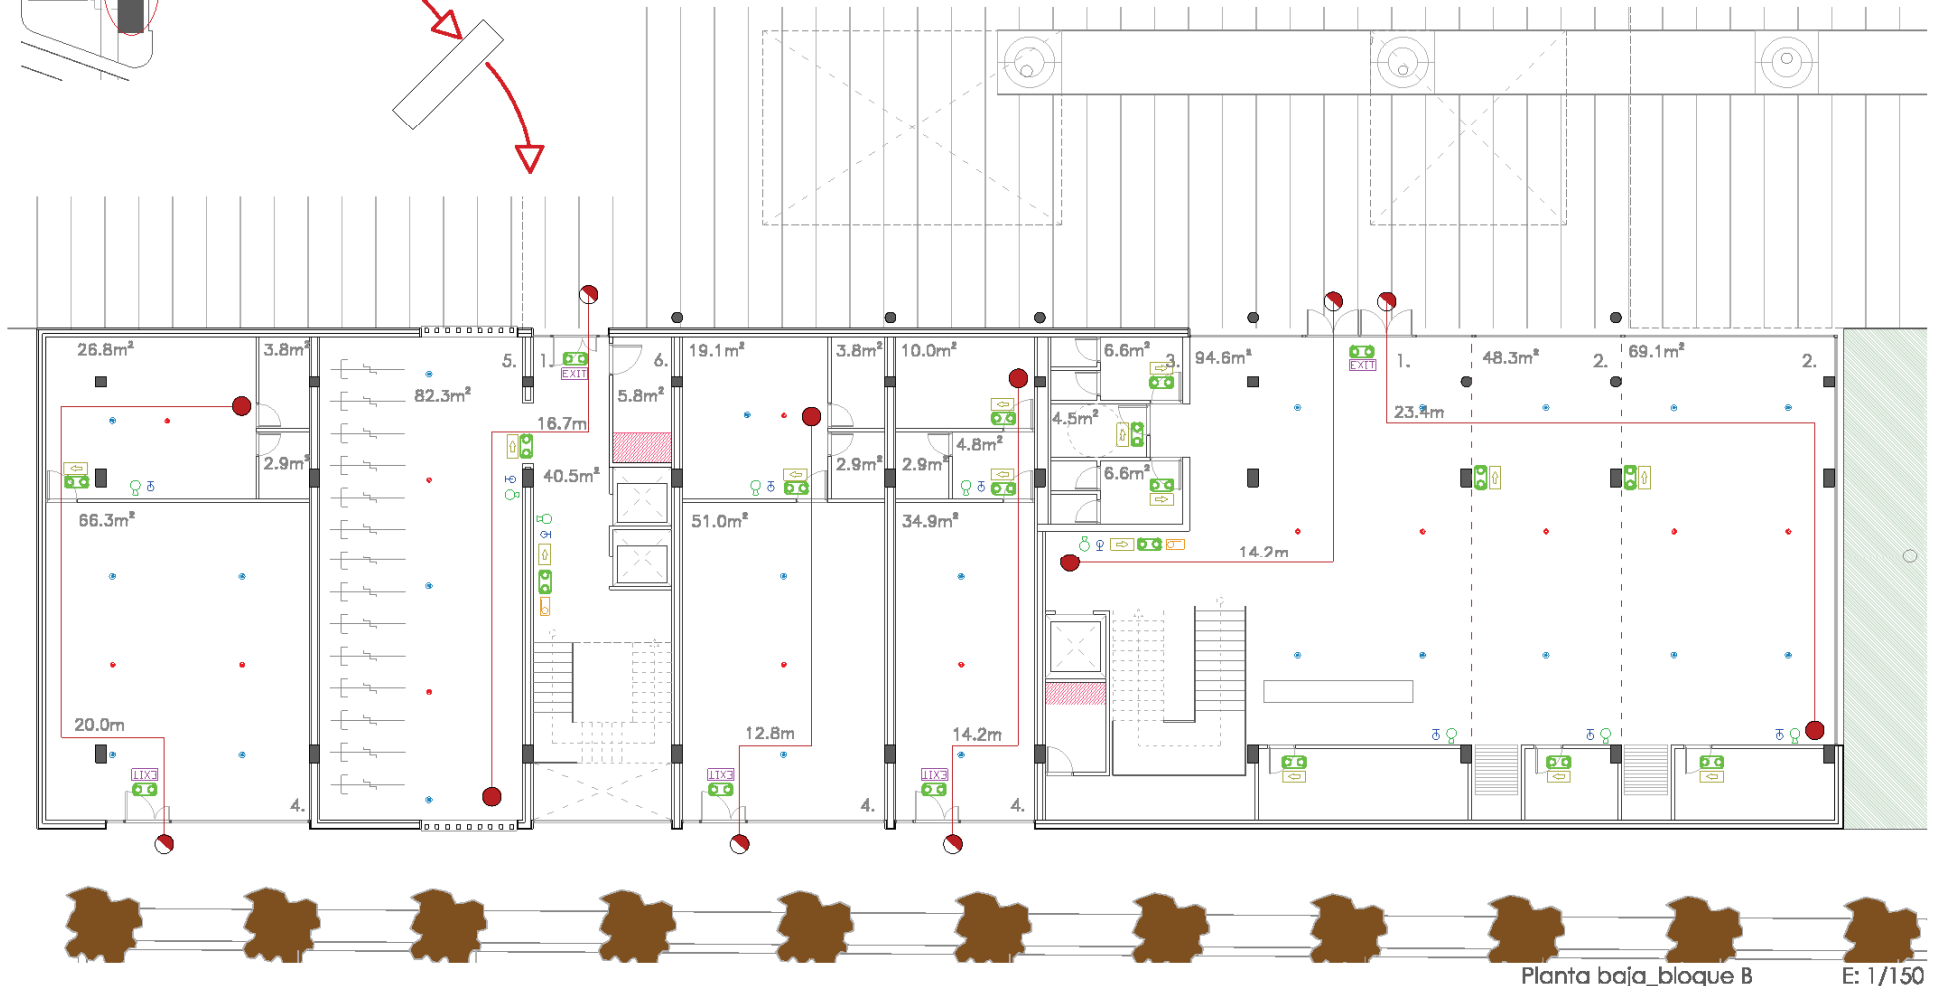 26.8m²
3.8m²
5.
1.
EXIT
6.
19.1m²
3.8m²
10.0m²
6.6m²
3.
94.6m²
EXIT
1.
48.3m²
2.
69.1m²
2.
82.3m²
5.8m²
16.7m
4.5m²
23.4m
2.9m²
40.5m²
2.9m²
2.9m²
4.8m²
6.6m²
66.3m²
51.0m²
34.9m²
14.2m
20.0m
12.8m
14.2m
EXIT
EXIT
EXIT
4.
4.
4.
Planta baja_bloque B
E: 1/150